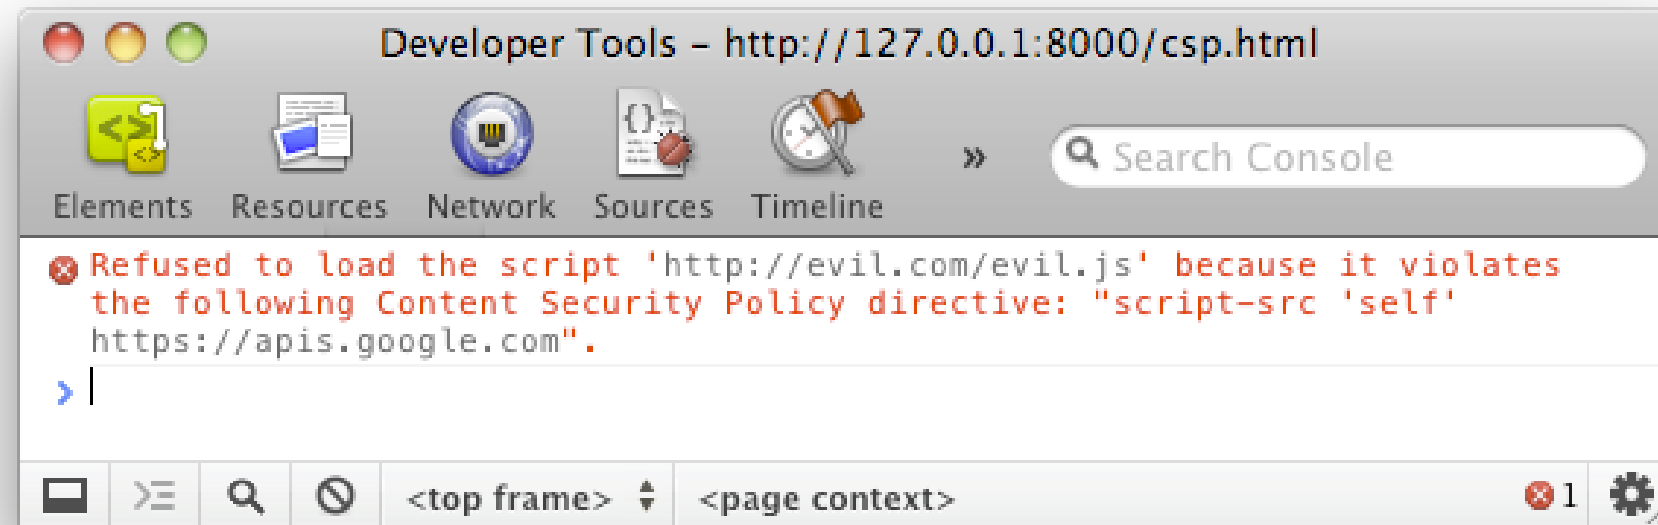 Developer Tools – http://127.0.0.1:8000/csp.html
Elements Resources Network Sources Timeline » Search Console
Refused to load the script 'http://evil.com/evil.js' because it violates
the following Content Security Policy directive: "script-src 'self'
https://apis.google.com".
<top frame> <page context> 1